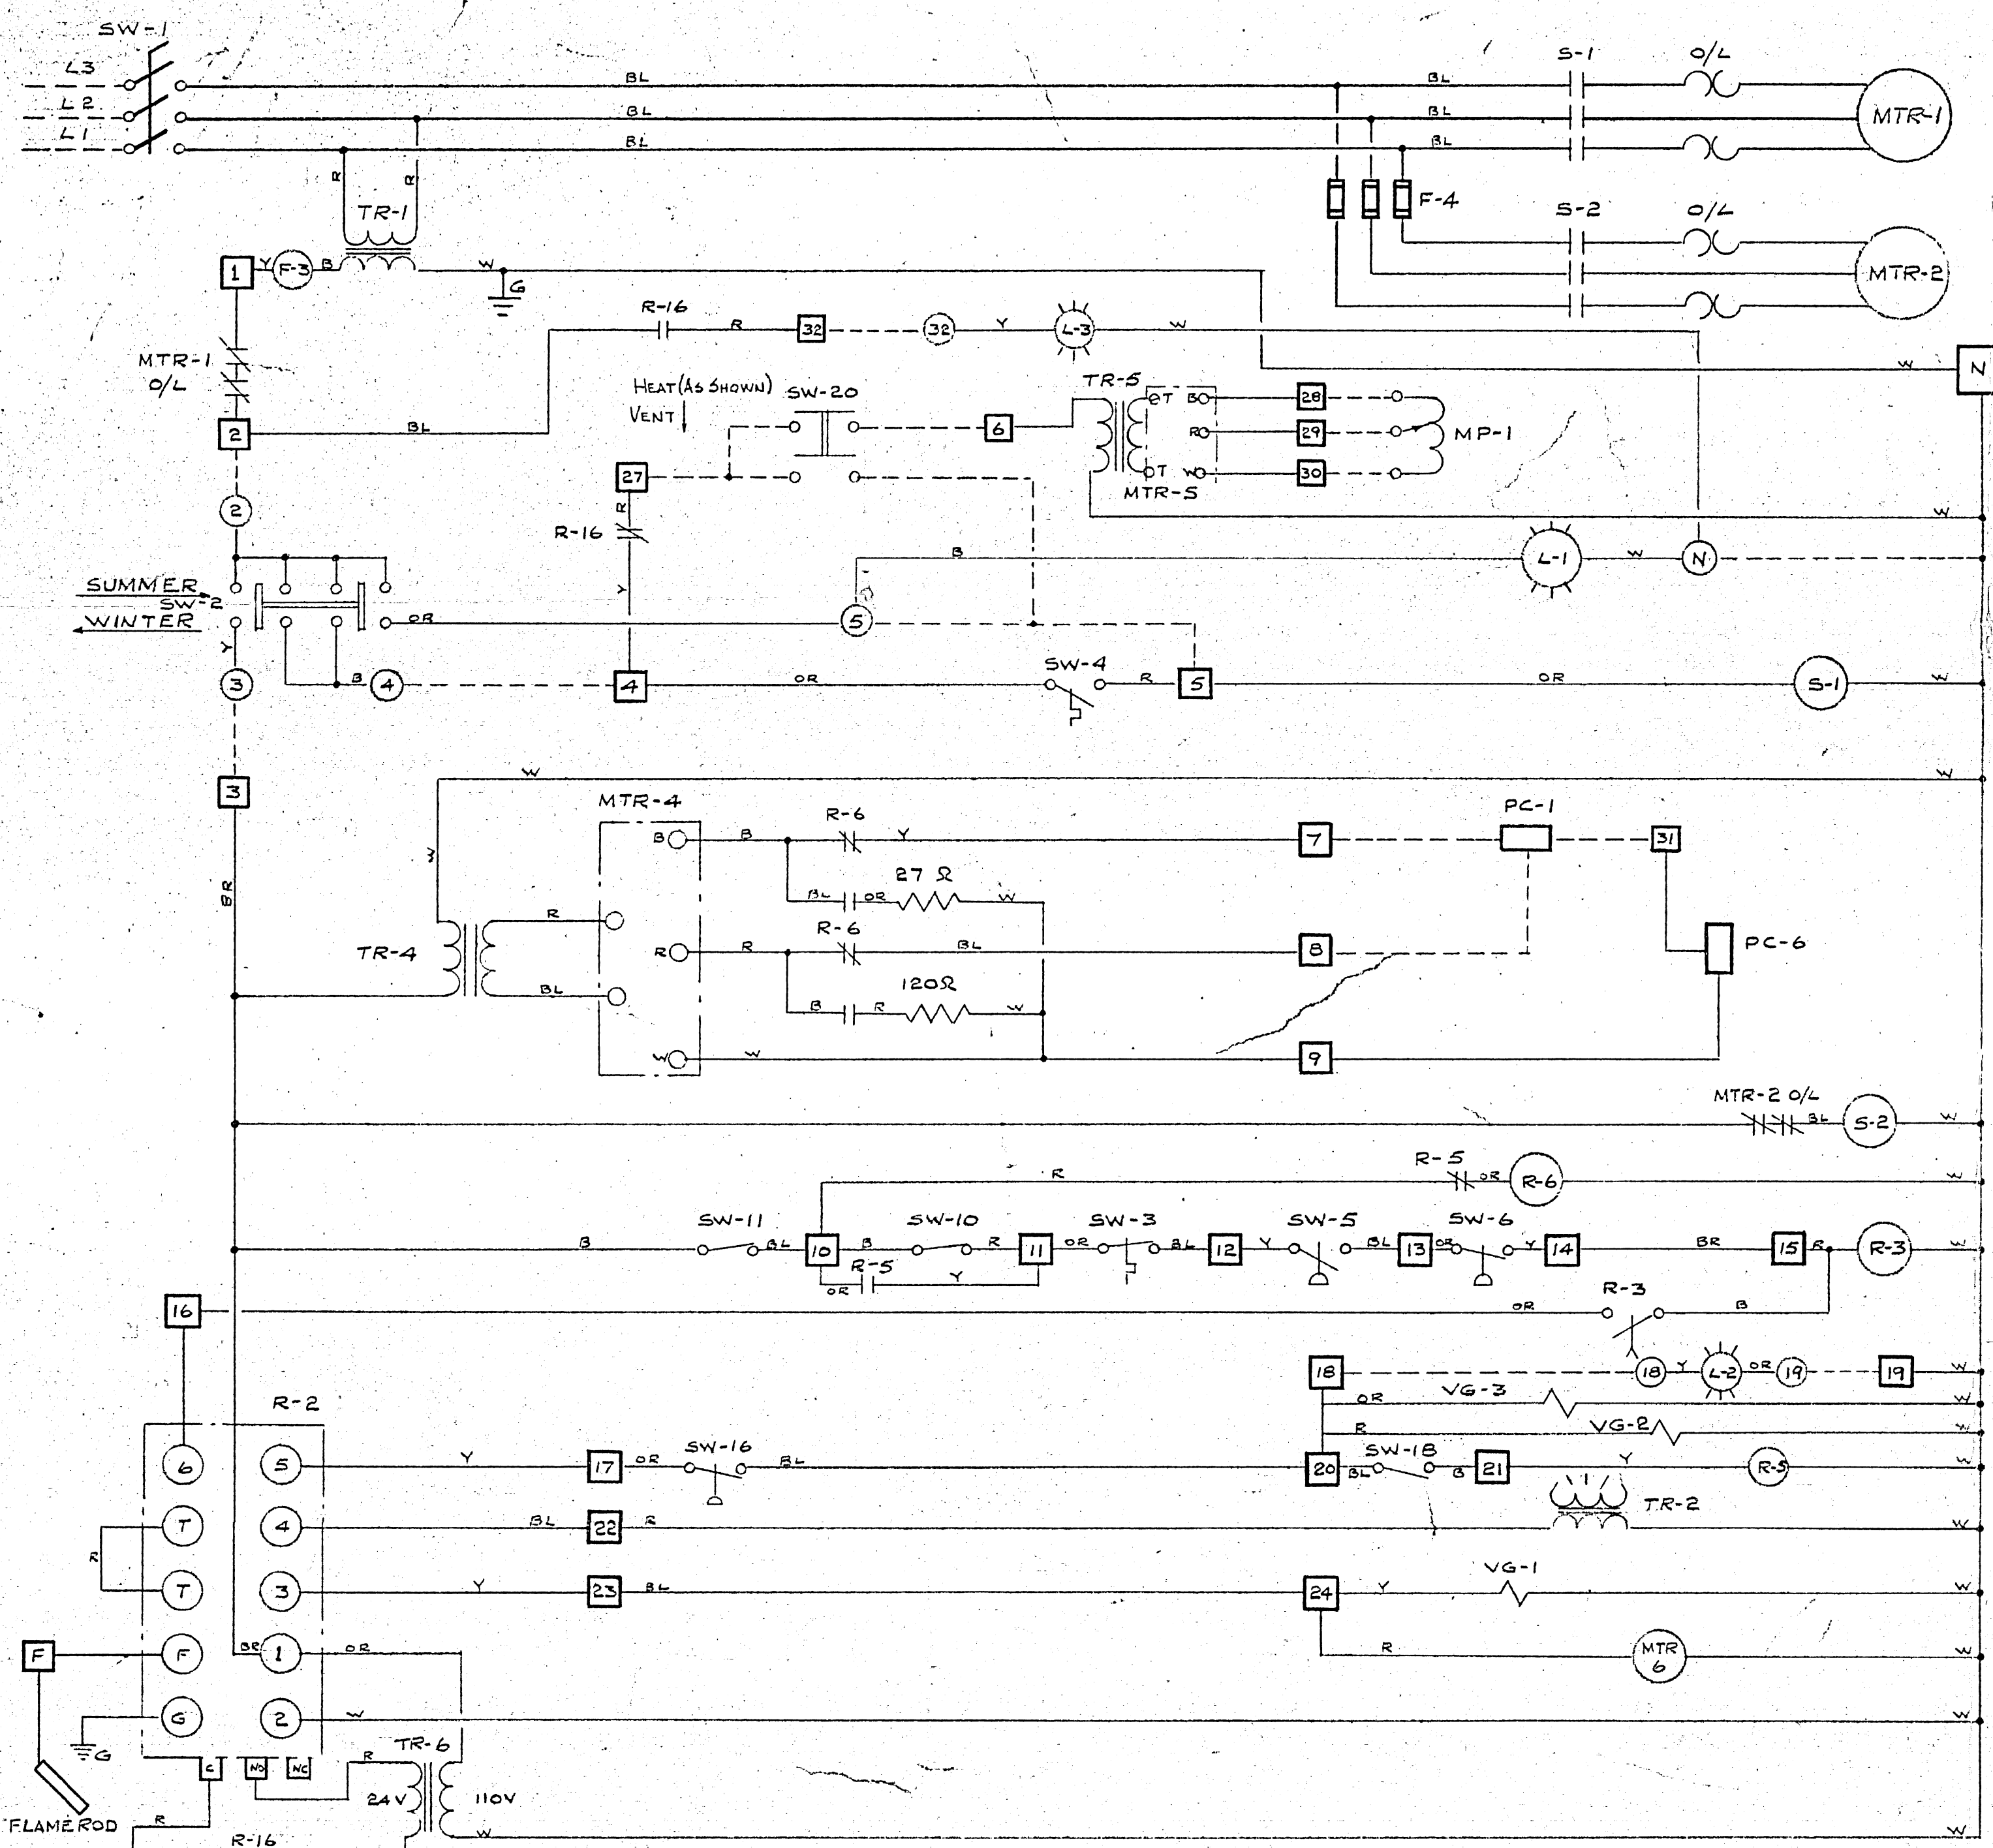 SW-1
L3
L2
L1
BL
BL
BL
BL
BL
BL
S-1
O/L
MTR-1
R
R
TR-1
F-4
S-2
O/L
MTR-2
1
Y
F-3
B
W
G
R-16
R
32
32
Y
L-3
W
W
N
MTR-1
O/L
HEAT (AS SHOWN)
VENT
SW-20
TR-5
OT
BO
28
2
BL
6
RO
29
MP-1
27
OT
WO
30
MTR-5
W
2
R
R-16
B
L-1
W
N
SUMMER
SW-2
WINTER
Y
OR
5
Y
3
B
4
4
OR
SW-4
R
5
OR
S-1
W
3
W
W
MTR-4
PC-1
B
B
R-6
Y
7
31
W
BR
27 Ω
BL
OR
W
TR-4
R
R-6
R
R
BL
8
PC-6
BL
120Ω
B
R
W
W
W
9
MTR-2 O/L
BL
S-2
W
R
R-5
OR
R-6
W
SW-11
SW-10
SW-3
SW-5
SW-6
B
BL
10
B
R
11
OR
BL
12
Y
BL
13
OR
Y
14
BR
15
R
R-3
W
R-5
OR
Y
16
OR
R-3
B
18
18
Y
L-2
OR
19
19
W
R-2
OR
VG-3
W
R
VG-2
W
6
5
Y
17
OR
SW-16
BL
20
BL
SW-18
B
21
Y
R-5
W
TR-2
T
4
BL
22
R
W
R
T
3
Y
23
BL
24
Y
VG-1
W
F
F
BR
1
OR
R
MTR
6
W
G
G
2
W
W
C
NO
NC
R
TR-6
24V
110V
FLAME ROD
R
R-16
W
W